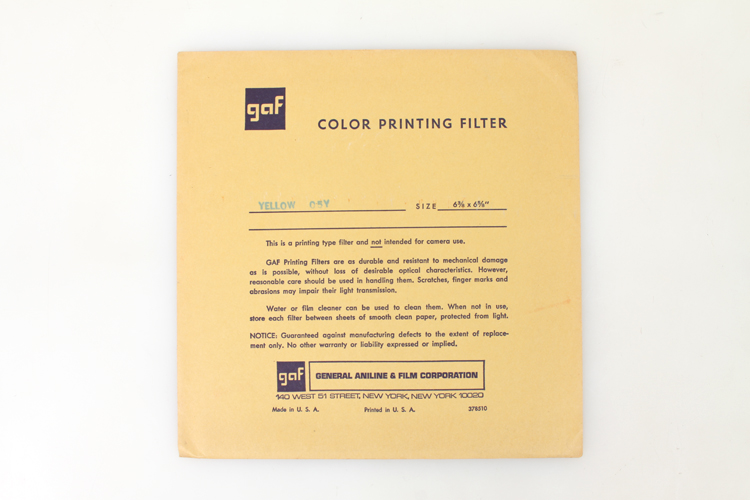 gaf
COLOR PRINTING FILTER
YELLOW 05Y SIZE 6⅝ x 6⅝"
This is a printing type filter and not intended for camera use.
GAF Printing Filters are as durable and resistant to mechanical damage
as is possible, without loss of desirable optical characteristics. However,
reasonable care should be used in handling them. Scratches, finger marks and
abrasions may impair their light transmission.
Water or film cleaner can be used to clean them. When not in use,
store each filter between sheets of smooth clean paper, protected from light.
NOTICE: Guaranteed against manufacturing defects to the extent of replace-
ment only. No other warranty or liability expressed or implied.
gaf GENERAL ANILINE & FILM CORPORATION
140 WEST 51 STREET, NEW YORK, NEW YORK 10020
Made in U. S. A. Printed in U. S. A. 378510